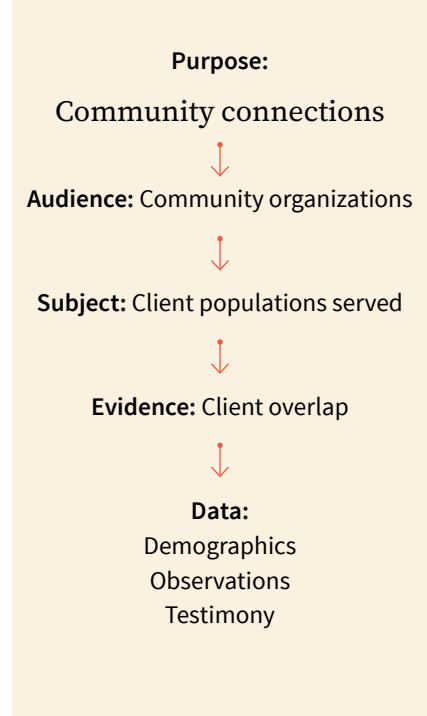 Purpose:
Community connections
Audience: Community organizations
Subject: Client populations served
Evidence: Client overlap
Data:
Demographics
Observations
Testimony